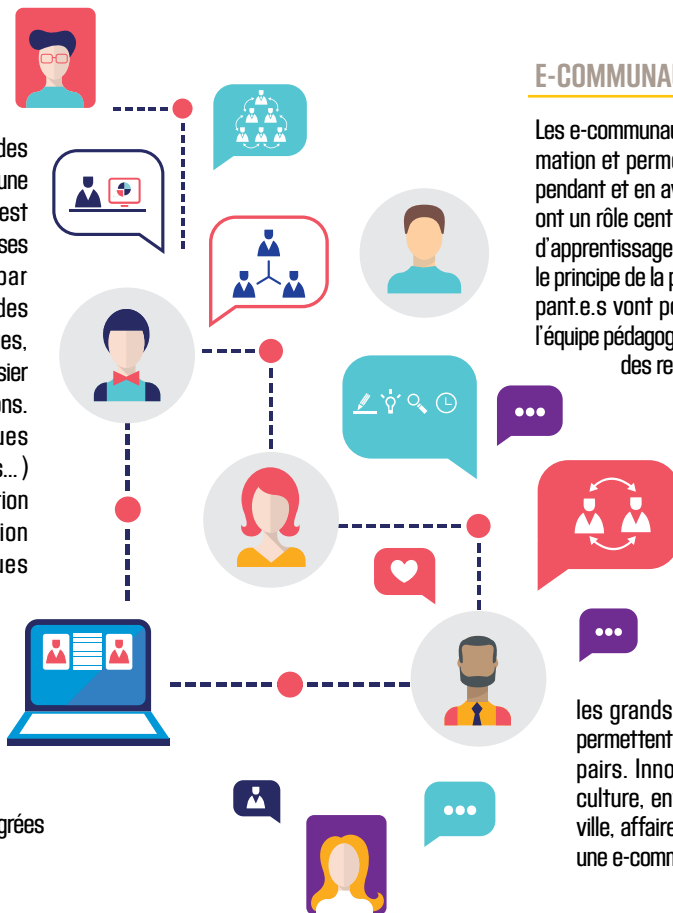 des
une
est
ses
par
des
es,
sier
ons.
ues
s... )
tion
tion
ues
grées
E-COMMUNAU
Les e-communau
mation et perme
pendant et en av
ont un rôle cent
d’apprentissage
le principe de la p
pant.e.s vont po
l’équipe pédagog
des re
les grands
permettent
pairs. Inno
culture, en
ville, affaire
une e-comm